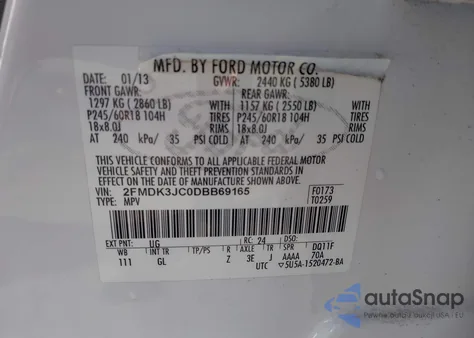 MFD. BY FORD MOTOR CO.
DATE: 01/13 GVWR: 2440 KG ( 5380 LB)
FRONT GAWR: REAR GAWR:
1297 KG ( 2860 LB) WITH 1157 KG ( 2550 LB) WITH
P245/60R18 104H TIRES P245/60R18 104H TIRES
18x8.0J RIMS 18x8.0J RIMS
AT 240 kPa/ 35 PSI COLD AT 240 kPa/ 35 PSI COLD
THIS VEHICLE CONFORMS TO ALL APPLICABLE FEDERAL MOTOR
VEHICLE SAFETY AND THEFT PREVENTION STANDARDS IN
EFFECT ON THE DATE OF MANUFACTURE SHOWN ABOVE.
VIN: 2FMDK3JC0DBB69165 F0173
TYPE: MPV T0259
EXT PNT: UG RC: 24 DSO:
WB INT TR TP/PS R AXLE TR SPR DQ11F
111 GL Z 3E J AAAA 70A
UTC 5U5A-1520472-BA
autoSnap